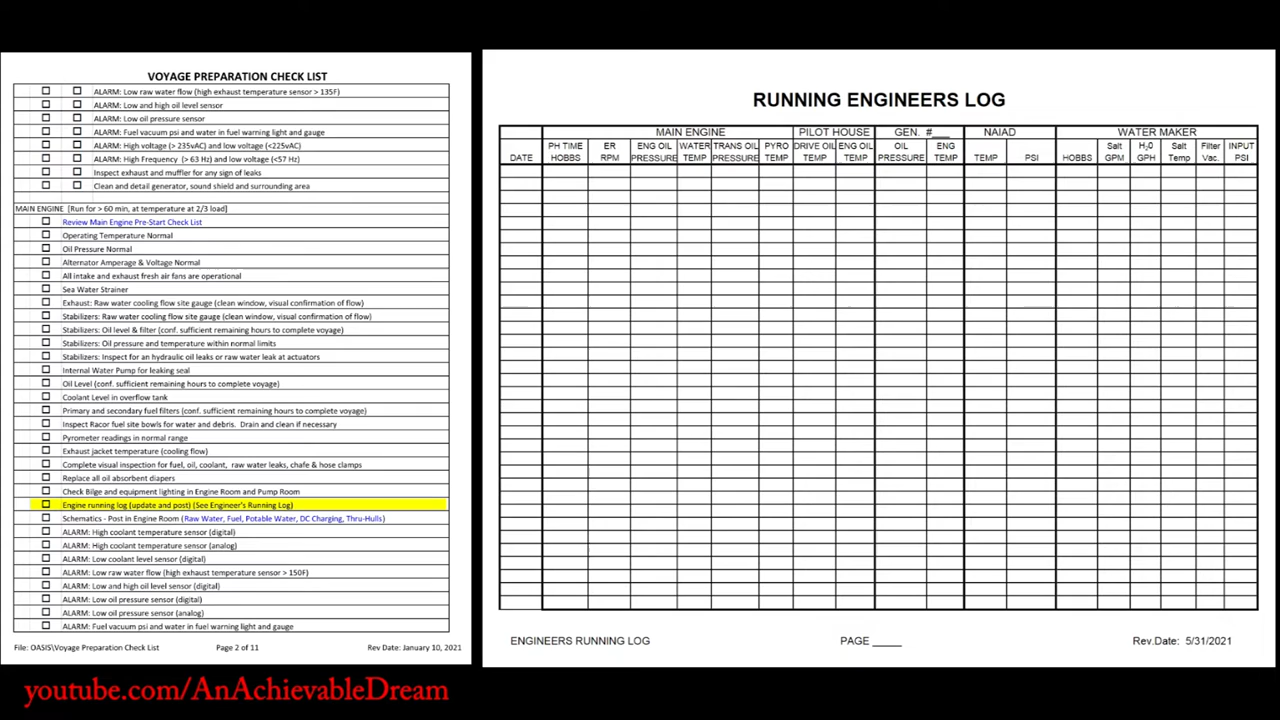 VOYAGE PREPARATION CHECK LIST
ALARM: Low raw water flow (high exhaust temperature sensor > 135F)
ALARM: Low and high oil level sensor
ALARM: Low oil pressure sensor
ALARM: Fuel vacuum psi and water in fuel warning light and gauge
ALARM: High voltage (> 235vAC) and low voltage (<225vAC)
ALARM: High Frequency (> 63 Hz) and low voltage (<57 Hz)
Inspect exhaust and muffler for any sign of leaks
Clean and detail generator, sound shield and surrounding area
MAIN ENGINE [Run for > 60 min, at temperature at 2/3 load]
Review Main Engine Pre-Start Check List
Operating Temperature Normal
Oil Pressure Normal
Alternator Amperage & Voltage Normal
All intake and exhaust fresh air fans are operational
Sea Water Strainer
Exhaust: Raw water cooling flow site gauge (clean window, visual confirmation of flow)
Stabilizers: Raw water cooling flow site gauge (clean window, visual confirmation of flow)
Stabilizers: Oil level & filter (conf. sufficient remaining hours to complete voyage)
Stabilizers: Oil pressure and temperature within normal limits
Stabilizers: Inspect for an hydraulic oil leaks or raw water leak at actuators
Internal Water Pump for leaking seal
Oil Level (conf. sufficient remaining hours to complete voyage)
Coolant Level in overflow tank
Primary and secondary fuel filters (conf. sufficient remaining hours to complete voyage)
Inspect Racor fuel site bowls for water and debris. Drain and clean if necessary
Pyrometer readings in normal range
Exhaust jacket temperature (cooling flow)
Complete visual inspection for fuel, oil, coolant, raw water leaks, chafe & hose clamps
Replace all oil absorbent diapers
Check Bilge and equipment lighting in Engine Room and Pump Room
Engine running log (update and post) (See Engineer's Running Log)
Schematics - Post in Engine Room (Raw Water, Fuel, Potable Water, DC Charging, Thru-Hulls)
ALARM: High coolant temperature sensor (digital)
ALARM: High coolant temperature sensor (analog)
ALARM: Low coolant level sensor (digital)
ALARM: Low raw water flow (high exhaust temperature sensor > 150F)
ALARM: Low and high oil level sensor (digital)
ALARM: Low oil pressure sensor (digital)
ALARM: Low oil pressure sensor (analog)
ALARM: Fuel vacuum psi and water in fuel warning light and gauge
File: OASIS\Voyage Preparation Check List Page 2 of 11 Rev Date: January 10, 2021
RUNNING ENGINEERS LOG
MAIN ENGINE PILOT HOUSE GEN. #___ NAIAD WATER MAKER
PH TIME ER ENG OIL WATER TRANS OIL PYRO DRIVE OIL ENG OIL OIL ENG Salt H20 Salt Filter INPUT
DATE HOBBS RPM PRESSURE TEMP PRESSURE TEMP TEMP TEMP PRESSURE TEMP TEMP PSI HOBBS GPM GPH Temp Vac. PSI
ENGINEERS RUNNING LOG PAGE _____ Rev.Date: 5/31/2021
youtube.com/AnAchievableDream